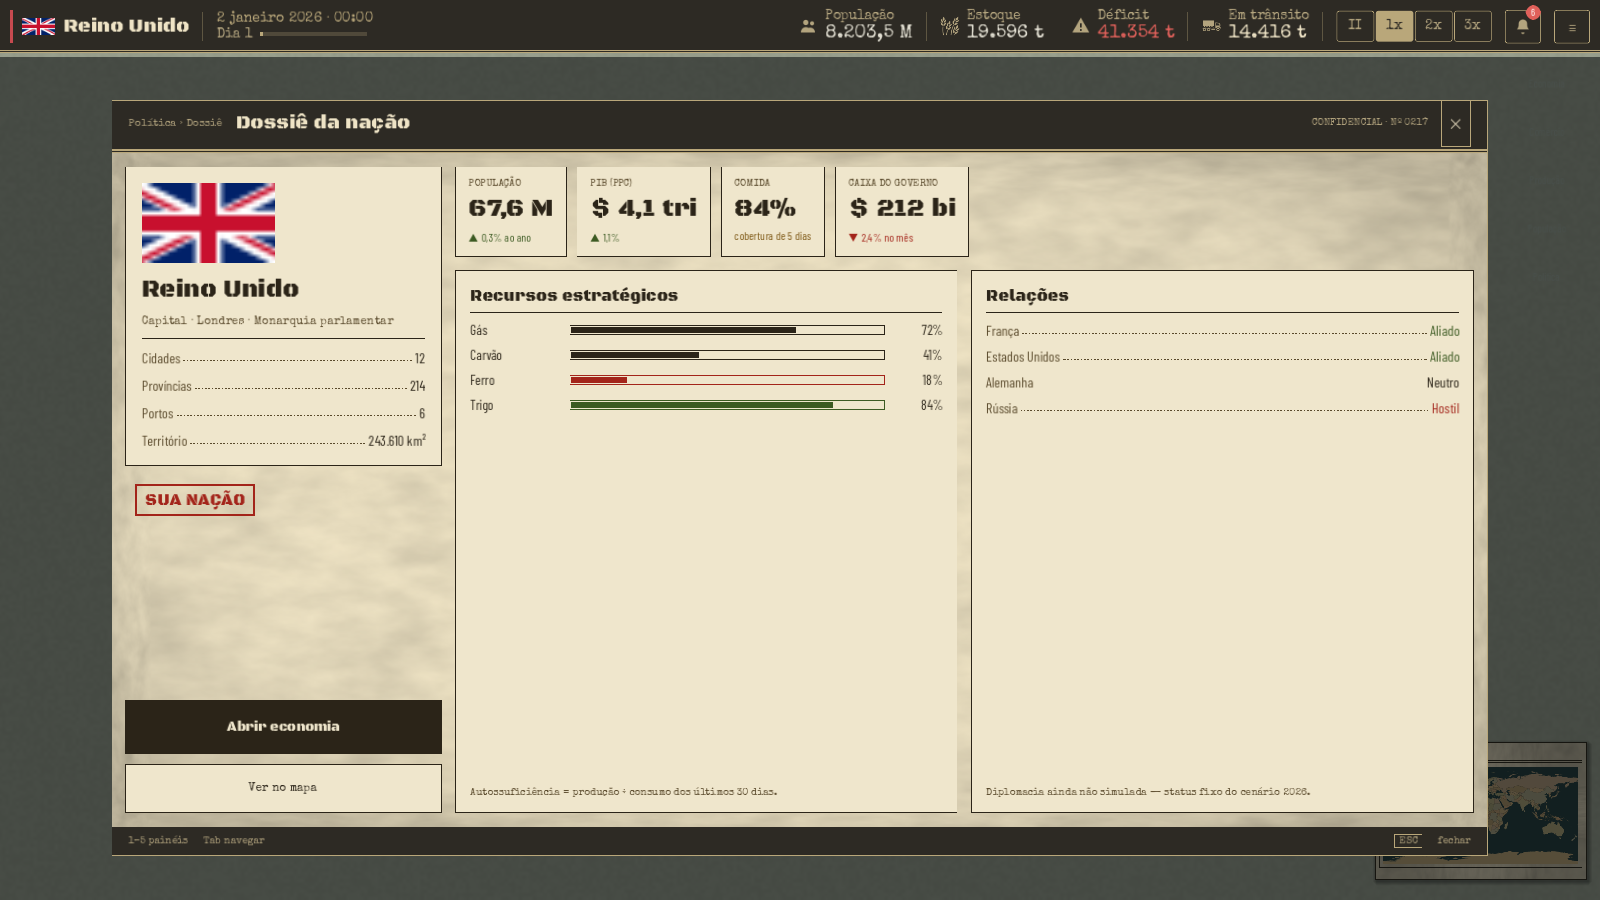 Reino Unido
2 janeiro 2026 · 00:00
Dia 1
População
8.203,5 M
Estoque
19.596 t
Déficit
41.354 t
Em trânsito
14.416 t
II 1x 2x 3x
6
Política · Dossiê Dossiê da nação
CONFIDENCIAL · Nº 0217
Reino Unido
Capital · Londres · Monarquia parlamentar
Cidades 12
Províncias 214
Portos 6
Território 243.610 km²
SUA NAÇÃO
Abrir economia
Ver no mapa
POPULAÇÃO
67,6 M
▲ 0,3% ao ano
PIB (PPC)
$ 4,1 tri
▲ 1,1%
COMIDA
84%
cobertura de 5 dias
CAIXA DO GOVERNO
$ 212 bi
▼ 2,4% no mês
Recursos estratégicos
Gás 72%
Carvão 41%
Ferro 18%
Trigo 84%
Autossuficiência = produção ÷ consumo dos últimos 30 dias.
Relações
França Aliado
Estados Unidos Aliado
Alemanha Neutro
Rússia Hostil
Diplomacia ainda não simulada — status fixo do cenário 2026.
1-5 painéis Tab navegar
ESC fechar